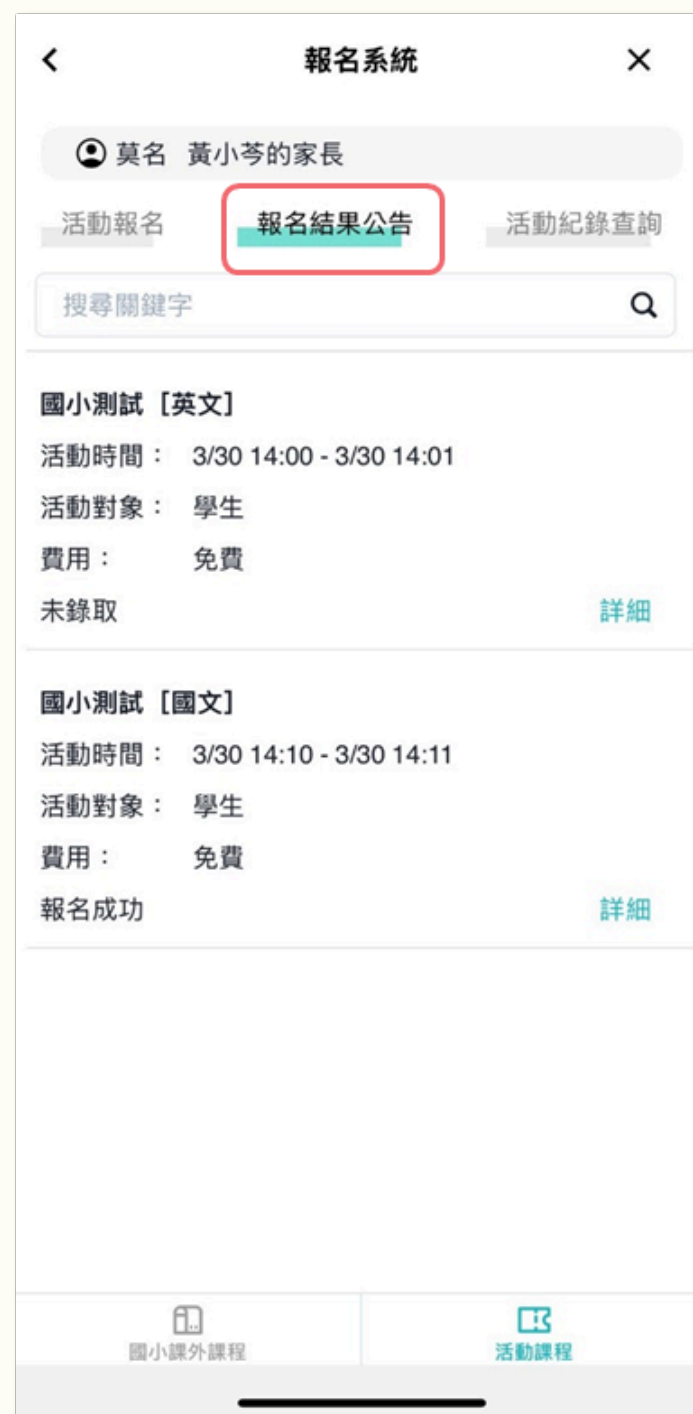 報名系統
莫名 黃小芩的家長
活動報名 報名結果公告 活動紀錄查詢
搜尋關鍵字
國小測試［英文］
活動時間： 3/30 14:00 - 3/30 14:01
活動對象： 學生
費用： 免費
未錄取 詳細
國小測試［國文］
活動時間： 3/30 14:10 - 3/30 14:11
活動對象： 學生
費用： 免費
報名成功 詳細
國小課外課程 活動課程